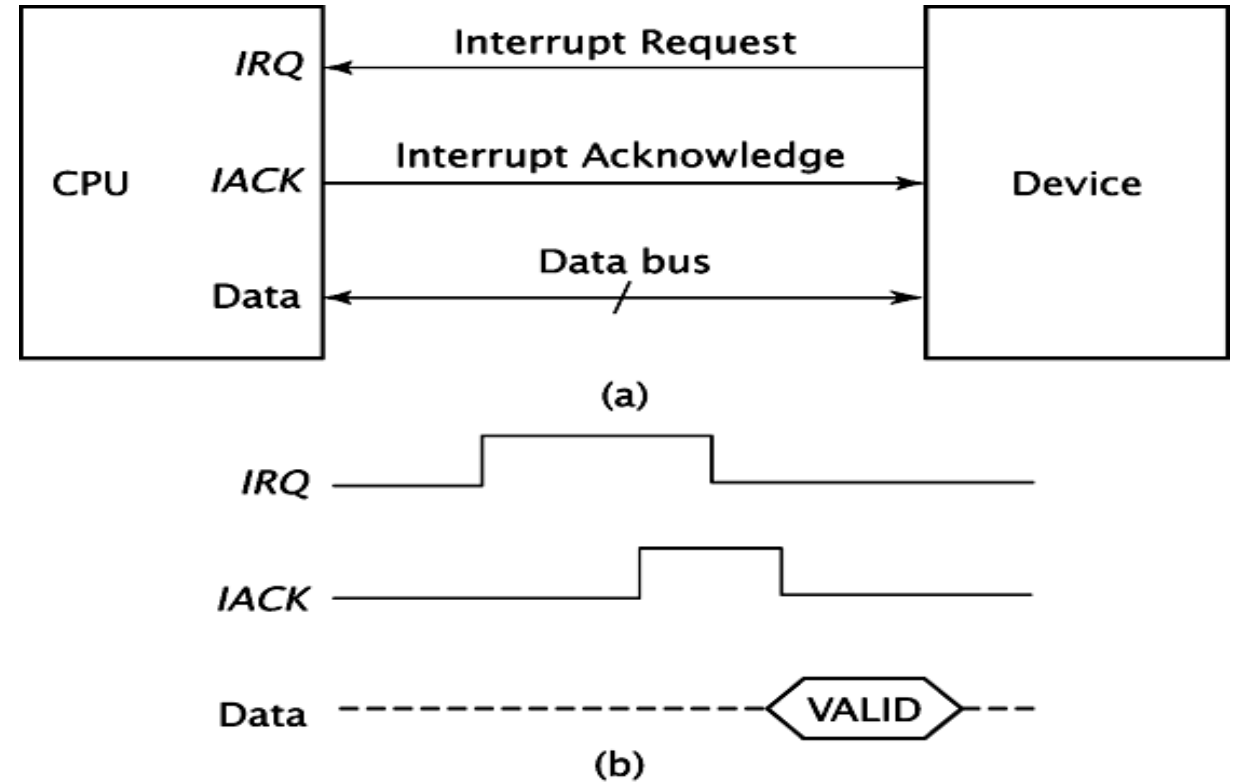 Interrupt Request
IRQ
Interrupt Acknowledge
CPU IACK Device
Data bus
Data
(a)
IRQ
IACK
Data VALID
(b)